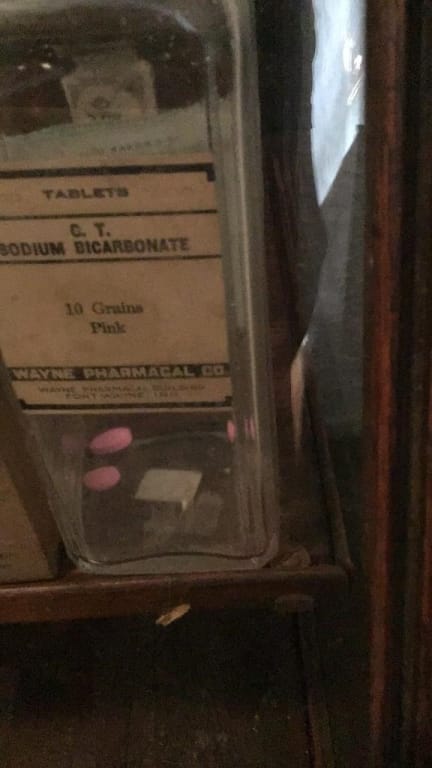 TABLETS
C. T.
SODIUM BICARBONATE
10 Grains
Pink
WAYNE PHARMACAL CO.
WAYNE PHARMACAL BUILDING
FORT WAYNE, IND.